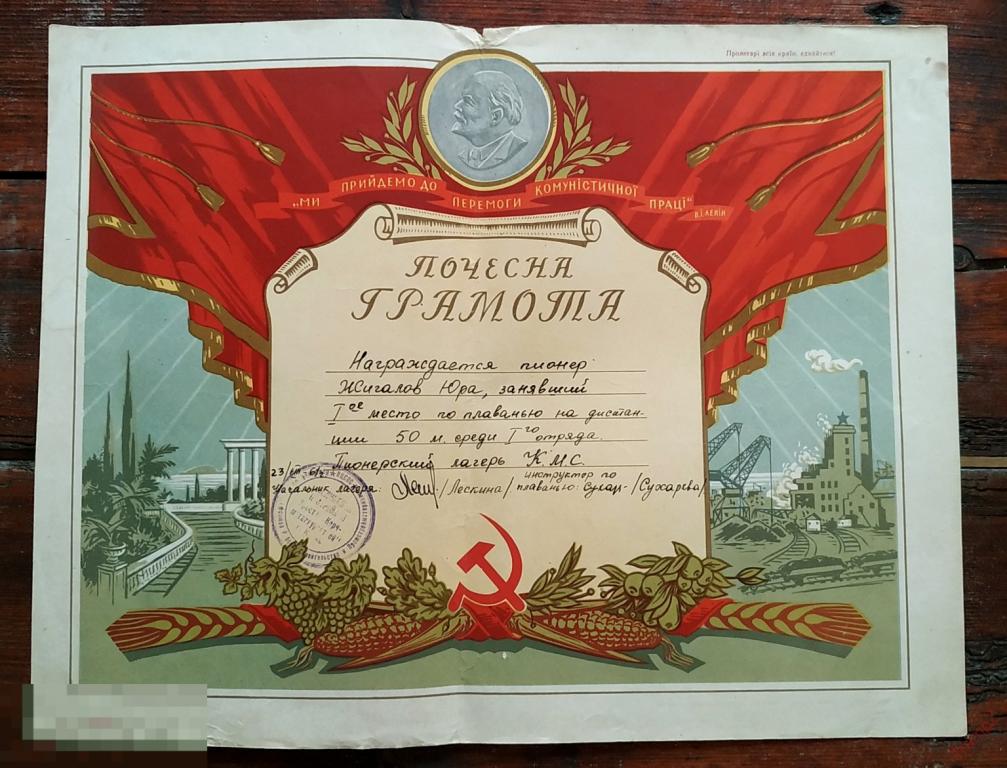 Пролетарі всіх країн, єднайтеся!
„МИ ПРИЙДЕМО ДО ПЕРЕМОГИ КОМУНІСТИЧНОЇ ПРАЦІ“
В.І.ЛЕНІН
ПОЧЕСНА
ГРАМОТА
Награждается пионер
Жигалов Юра, занявший
I ое место по плаванью на дистан-
ции 50 м. среди I го отряда.
Пионерский лагерь К.М.С.
23/VIII
Начальник лагеря: /Лескина/ инструктор по плаванью: /Сухарева/